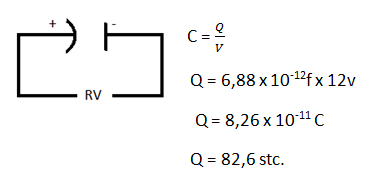 + -
RV
C = Q/V
Q = 6,88 x 10⁻¹²f x 12v
Q = 8,26 x 10⁻¹¹ C
Q = 82,6 stc.